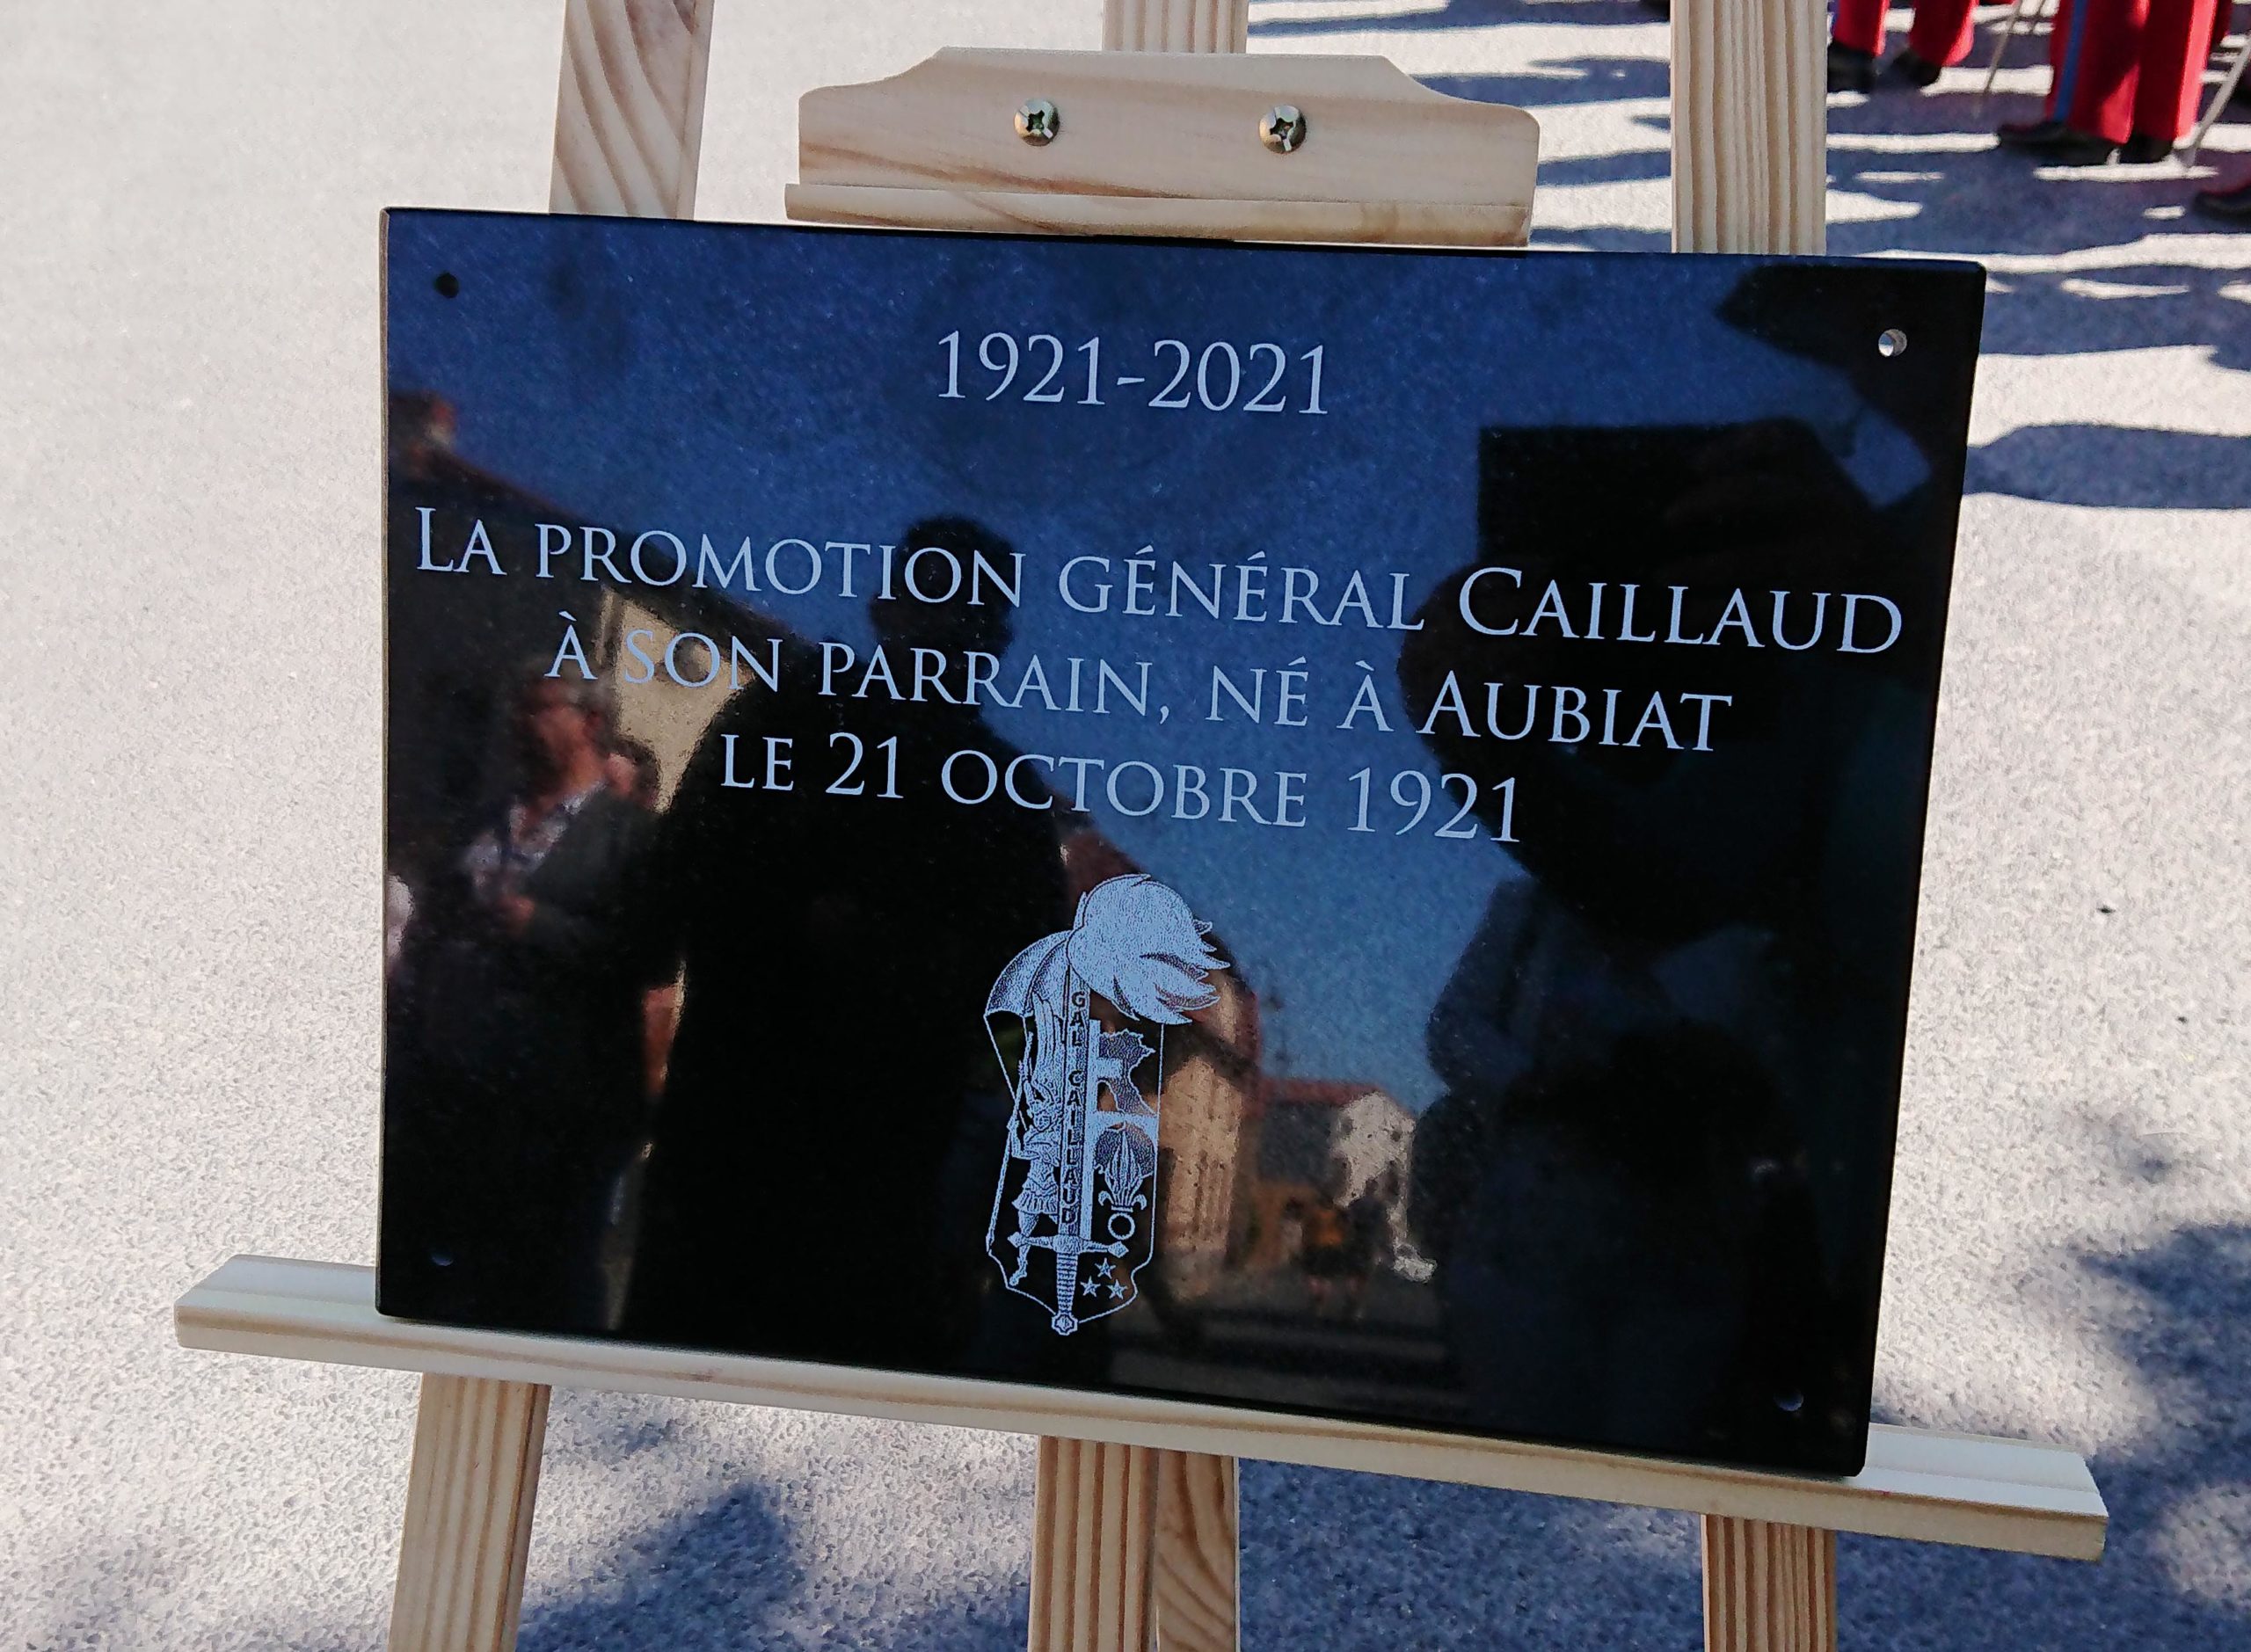 1921-2021
LA PROMOTION GÉNÉRAL CAILLAUD
À SON PARRAIN, NÉ À AUBIAT
LE 21 OCTOBRE 1921
GAL CAILLAUD